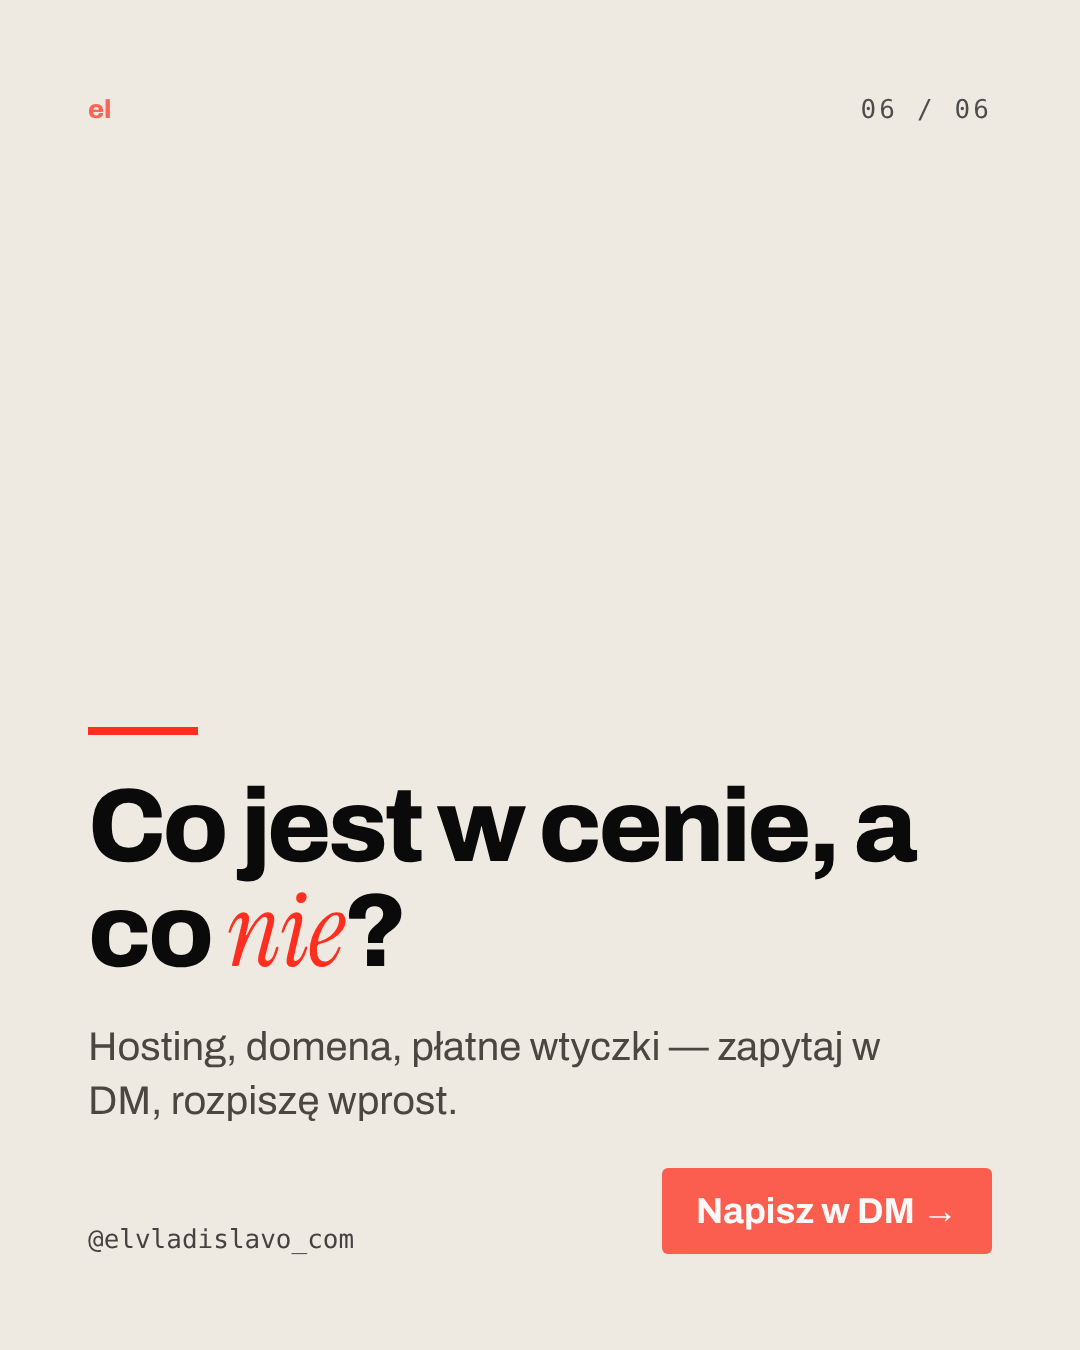 el
06 / 06
Co jest w cenie, a
co nie?
Hosting, domena, płatne wtyczki — zapytaj w
DM, rozpiszę wprost.
Napisz w DM →
@elvladislavo_com